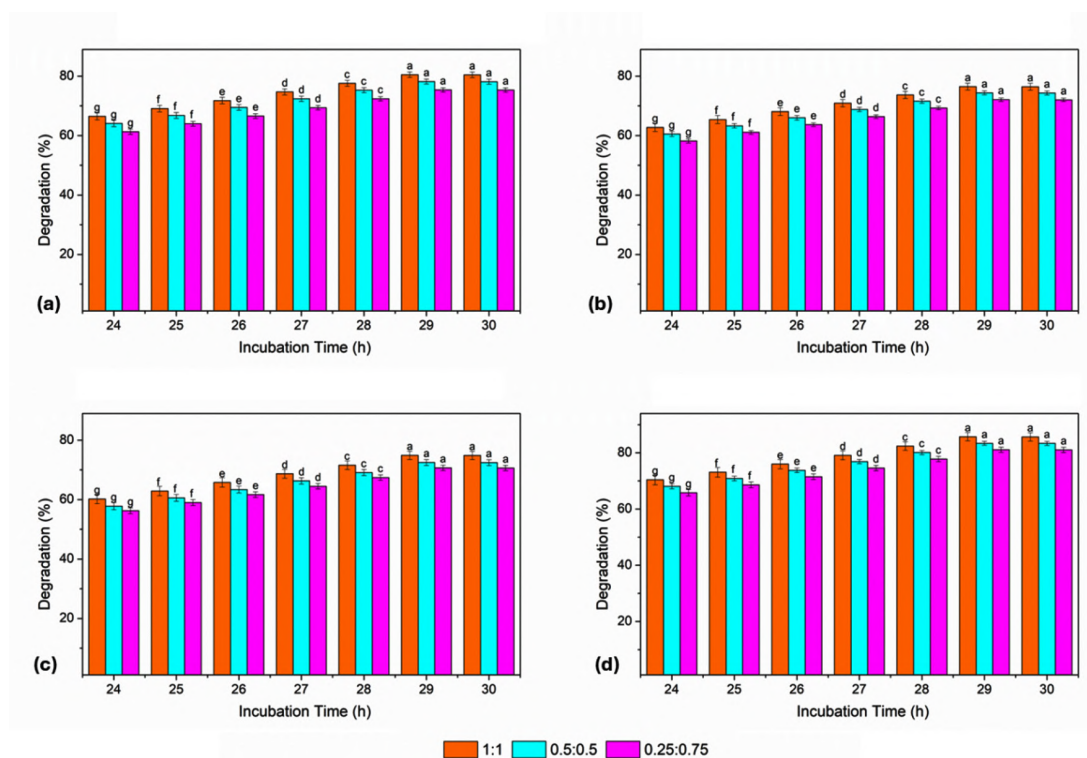 g g g f f f e e e d d d c c c a a a a a a
80
60
40
20
Degradation (%)
(a)
24 25 26 27 28 29 30
Incubation Time (h)
g g g f f f e e e d d d c c c a a a a a a
80
60
40
20
Degradation (%)
(b)
24 25 26 27 28 29 30
Incubation Time (h)
g g g f f f e e e d d d c c c a a a a a a
80
60
40
20
Degradation (%)
(c)
24 25 26 27 28 29 30
Incubation Time (h)
g g g f f f e e e d d d c c c a a a a a a
80
60
40
20
Degradation (%)
(d)
24 25 26 27 28 29 30
Incubation Time (h)
1:1 0.5:0.5 0.25:0.75